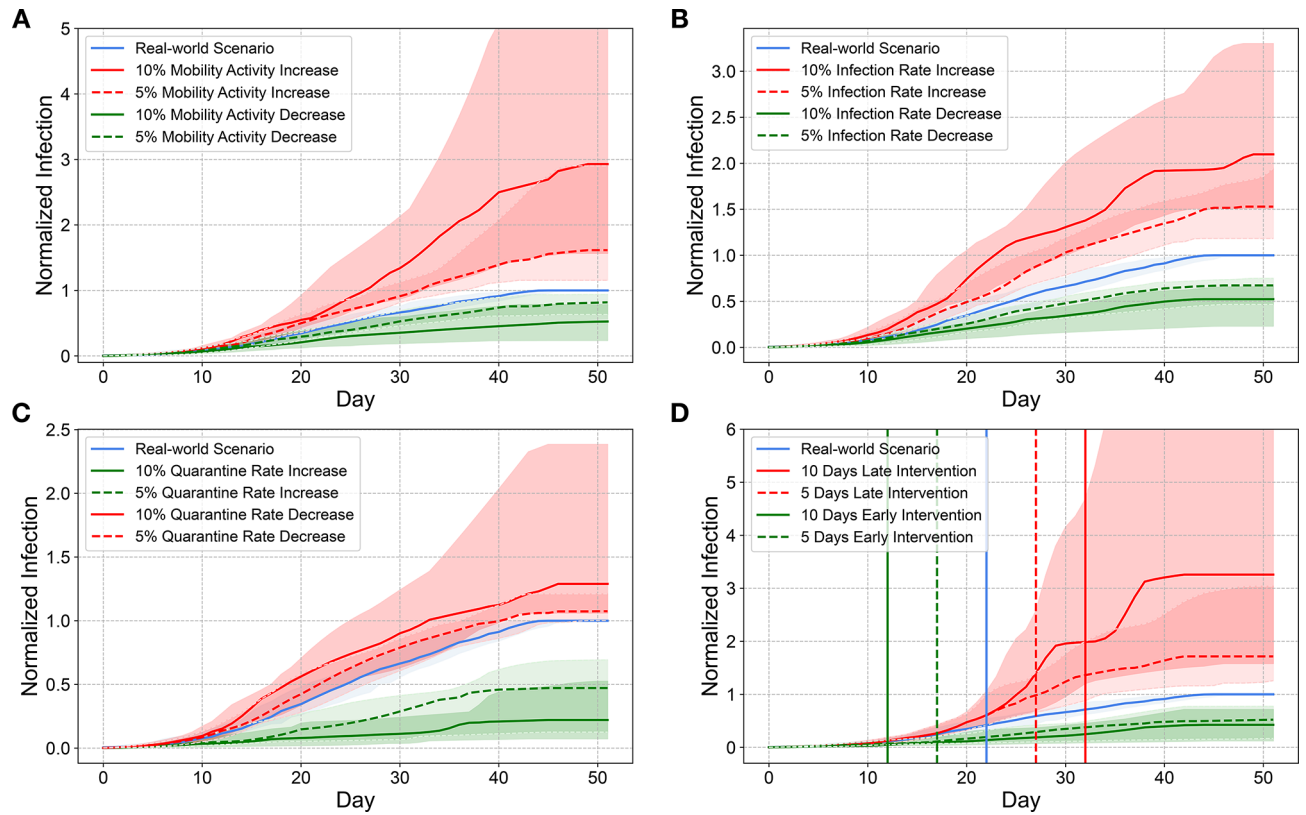 A
5
4
3
2
1
0
Normalized Infection
Real-world Scenario
10% Mobility Activity Increase
5% Mobility Activity Increase
10% Mobility Activity Decrease
5% Mobility Activity Decrease
0 10 20 30 40 50
Day
B
3.0
2.5
2.0
1.5
1.0
0.5
0.0
Normalized Infection
Real-world Scenario
10% Infection Rate Increase
5% Infection Rate Increase
10% Infection Rate Decrease
5% Infection Rate Decrease
0 10 20 30 40 50
Day
C
2.5
2.0
1.5
1.0
0.5
0.0
Normalized Infection
Real-world Scenario
10% Quarantine Rate Increase
5% Quarantine Rate Increase
10% Quarantine Rate Decrease
5% Quarantine Rate Decrease
0 10 20 30 40 50
Day
D
6
5
4
3
2
1
0
Normalized Infection
Real-world Scenario
10 Days Late Intervention
5 Days Late Intervention
10 Days Early Intervention
5 Days Early Intervention
0 10 20 30 40 50
Day